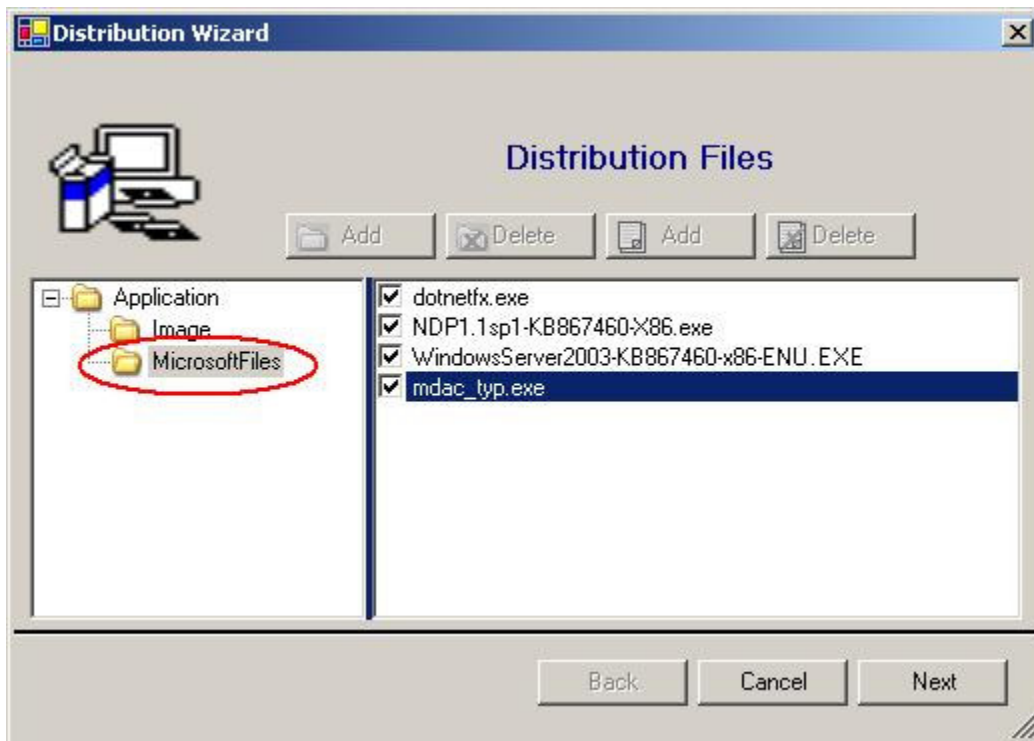 Distribution Wizard
Distribution Files
Add Delete Add Delete
Application
Image
MicrosoftFiles
dotnetfx.exe
NDP1.1sp1-KB867460-X86.exe
WindowsServer2003-KB867460-x86-ENU.EXE
mdac_typ.exe
Back Cancel Next